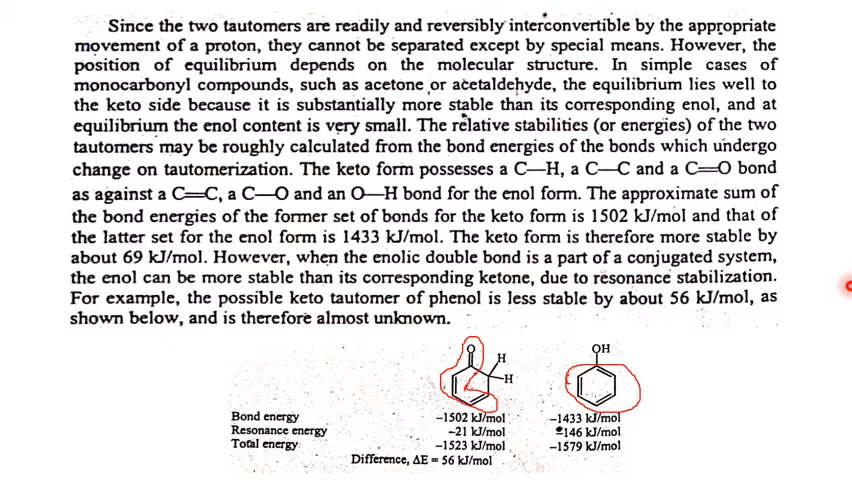 Since the two tautomers are readily and reversibly interconvertible by the appropriate
movement of a proton, they cannot be separated except by special means. However, the
position of equilibrium depends on the molecular structure. In simple cases of
monocarbonyl compounds, such as acetone or acetaldehyde, the equilibrium lies well to
the keto side because it is substantially more stable than its corresponding enol, and at
equilibrium the enol content is very small. The relative stabilities (or energies) of the two
tautomers may be roughly calculated from the bond energies of the bonds which undergo
change on tautomerization. The keto form possesses a C—H, a C—C and a C=O bond
as against a C=C, a C—O and an O—H bond for the enol form. The approximate sum of
the bond energies of the former set of bonds for the keto form is 1502 kJ/mol and that of
the latter set for the enol form is 1433 kJ/mol. The keto form is therefore more stable by
about 69 kJ/mol. However, when the enolic double bond is a part of a conjugated system,
the enol can be more stable than its corresponding ketone, due to resonance stabilization.
For example, the possible keto tautomer of phenol is less stable by about 56 kJ/mol, as
shown below, and is therefore almost unknown.
O OH
H
H
Bond energy -1502 kJ/mol -1433 kJ/mol
Resonance energy -21 kJ/mol -146 kJ/mol
Total energy -1523 kJ/mol -1579 kJ/mol
Difference, ΔE = 56 kJ/mol